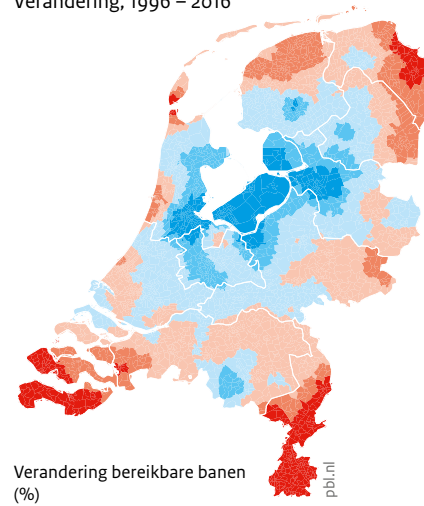 Verandering, 1996 – 2016
Verandering bereikbare banen
(%)
pbl.nl